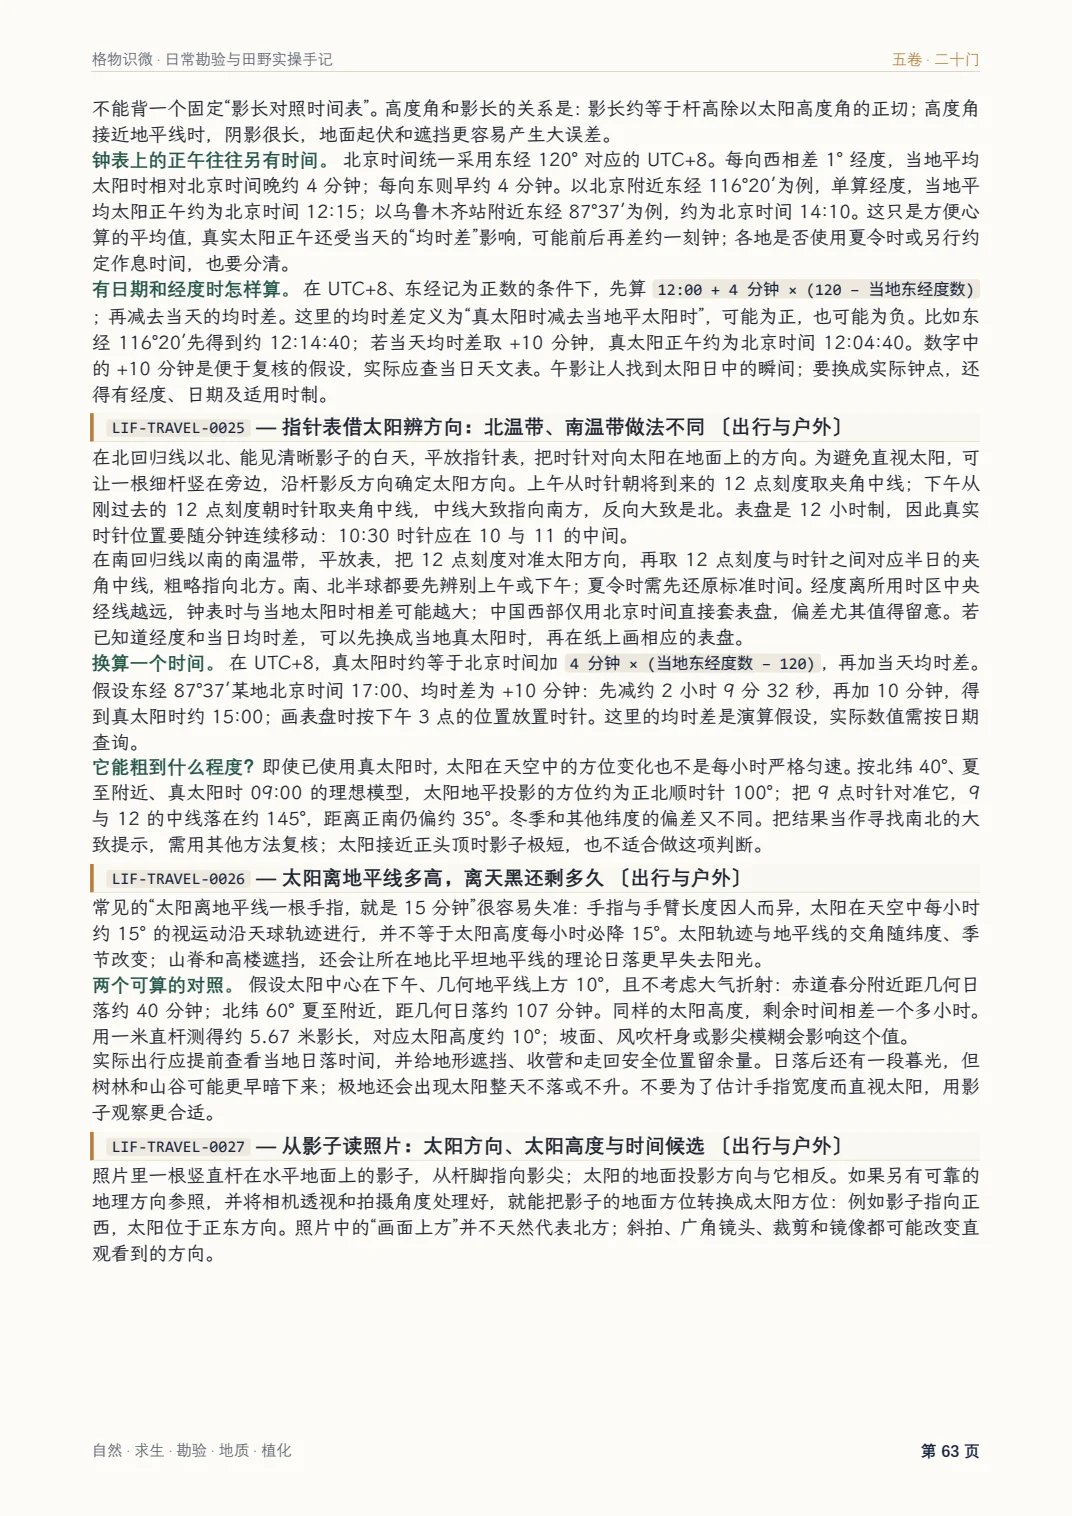 格物识微 · 日常勘验与田野实操手记
五卷 · 二十门
不能背一个固定“影长对照时间表”。高度角和影长的关系是：影长约等于杆高除以太阳高度角的正切；高度角
接近地平线时，阴影很长，地面起伏和遮挡更容易产生大误差。
钟表上的正午往往另有时间。 北京时间统一采用东经 120° 对应的 UTC+8。每向西相差 1° 经度，当地平均
太阳时相对北京时间晚约 4 分钟；每向东则早约 4 分钟。以北京附近东经 116°20′为例，单算经度，当地平
均太阳正午约为北京时间 12:15；以乌鲁木齐站附近东经 87°37′为例，约为北京时间 14:10。这只是方便心
算的平均值，真实太阳正午还受当天的“均时差”影响，可能前后再差约一刻钟；各地是否使用夏令时或另行约
定作息时间，也要分清。
有日期和经度时怎样算。 在 UTC+8、东经记为正数的条件下，先算 12:00 + 4 分钟 × (120 − 当地东经度数)
；再减去当天的均时差。这里的均时差定义为“真太阳时减去当地平太阳时”，可能为正，也可能为负。比如东
经 116°20′先得到约 12:14:40；若当天均时差取 +10 分钟，真太阳正午约为北京时间 12:04:40。数字中
的 +10 分钟是便于复核的假设，实际应查当日天文表。午影让人找到太阳日中的瞬间；要换成实际钟点，还
得有经度、日期及适用时制。
LIF-TRAVEL-0025 — 指针表借太阳辨方向：北温带、南温带做法不同 〔出行与户外〕
在北回归线以北、能见清晰影子的白天，平放指针表，把时针对向太阳在地面上的方向。为避免直视太阳，可
让一根细杆竖在旁边，沿杆影反方向确定太阳方向。上午从时针朝将到来的 12 点刻度取夹角中线；下午从
刚过去的 12 点刻度朝时针取夹角中线，中线大致指向南方，反向大致是北。表盘是 12 小时制，因此真实
时针位置要随分钟连续移动：10:30 时针应在 10 与 11 的中间。
在南回归线以南的南温带，平放表，把 12 点刻度对准太阳方向，再取 12 点刻度与时针之间对应半日的夹
角中线，粗略指向北方。南、北半球都要先辨别上午或下午；夏令时需先还原标准时间。经度离所用时区中央
经线越远，钟表时与当地太阳时相差可能越大；中国西部仅用北京时间直接套表盘，偏差尤其值得留意。若
已知道经度和当日均时差，可以先换成当地真太阳时，再在纸上画相应的表盘。
换算一个时间。 在 UTC+8，真太阳时约等于北京时间加 4 分钟 × (当地东经度数 − 120)，再加当天均时差。
假设东经 87°37′某地北京时间 17:00、均时差为 +10 分钟：先减约 2 小时 9 分 32 秒，再加 10 分钟，得
到真太阳时约 15:00；画表盘时按下午 3 点的位置放置时针。这里的均时差是演算假设，实际数值需按日期
查询。
它能粗到什么程度？ 即使已使用真太阳时，太阳在天空中的方位变化也不是每小时严格匀速。按北纬 40°、夏
至附近、真太阳时 09:00 的理想模型，太阳地平投影的方位约为正北顺时针 100°；把 9 点时针对准它，9
与 12 的中线落在约 145°，距离正南仍偏约 35°。冬季和其他纬度的偏差又不同。把结果当作寻找南北的大
致提示，需用其他方法复核；太阳接近正头顶时影子极短，也不适合做这项判断。
LIF-TRAVEL-0026 — 太阳离地平线多高，离天黑还剩多久 〔出行与户外〕
常见的“太阳离地平线一根手指，就是 15 分钟”很容易失准：手指与手臂长度因人而异，太阳在天空中每小时
约 15° 的视运动沿天球轨迹进行，并不等于太阳高度每小时必降 15°。太阳轨迹与地平线的交角随纬度、季
节改变；山脊和高楼遮挡，还会让所在地比平坦地平线的理论日落更早失去阳光。
两个可算的对照。 假设太阳中心在下午、几何地平线上方 10°，且不考虑大气折射：赤道春分附近距几何日
落约 40 分钟；北纬 60° 夏至附近，距几何日落约 107 分钟。同样的太阳高度，剩余时间相差一个多小时。
用一米直杆测得约 5.67 米影长，对应太阳高度约 10°；坡面、风吹杆身或影尖模糊会影响这个值。
实际出行应提前查看当地日落时间，并给地形遮挡、收营和走回安全位置留余量。日落后还有一段暮光，但
树林和山谷可能更早暗下来；极地还会出现太阳整天不落或不升。不要为了估计手指宽度而直视太阳，用影
子观察更合适。
LIF-TRAVEL-0027 — 从影子读照片：太阳方向、太阳高度与时间候选 〔出行与户外〕
照片里一根竖直杆在水平地面上的影子，从杆脚指向影尖；太阳的地面投影方向与它相反。如果另有可靠的
地理方向参照，并将相机透视和拍摄角度处理好，就能把影子的地面方位转换成太阳方位：例如影子指向正
西，太阳位于正东方向。照片中的“画面上方”并不天然代表北方；斜拍、广角镜头、裁剪和镜像都可能改变直
观看到的方向。
自然 · 求生 · 勘验 · 地质 · 植化
第 63 页